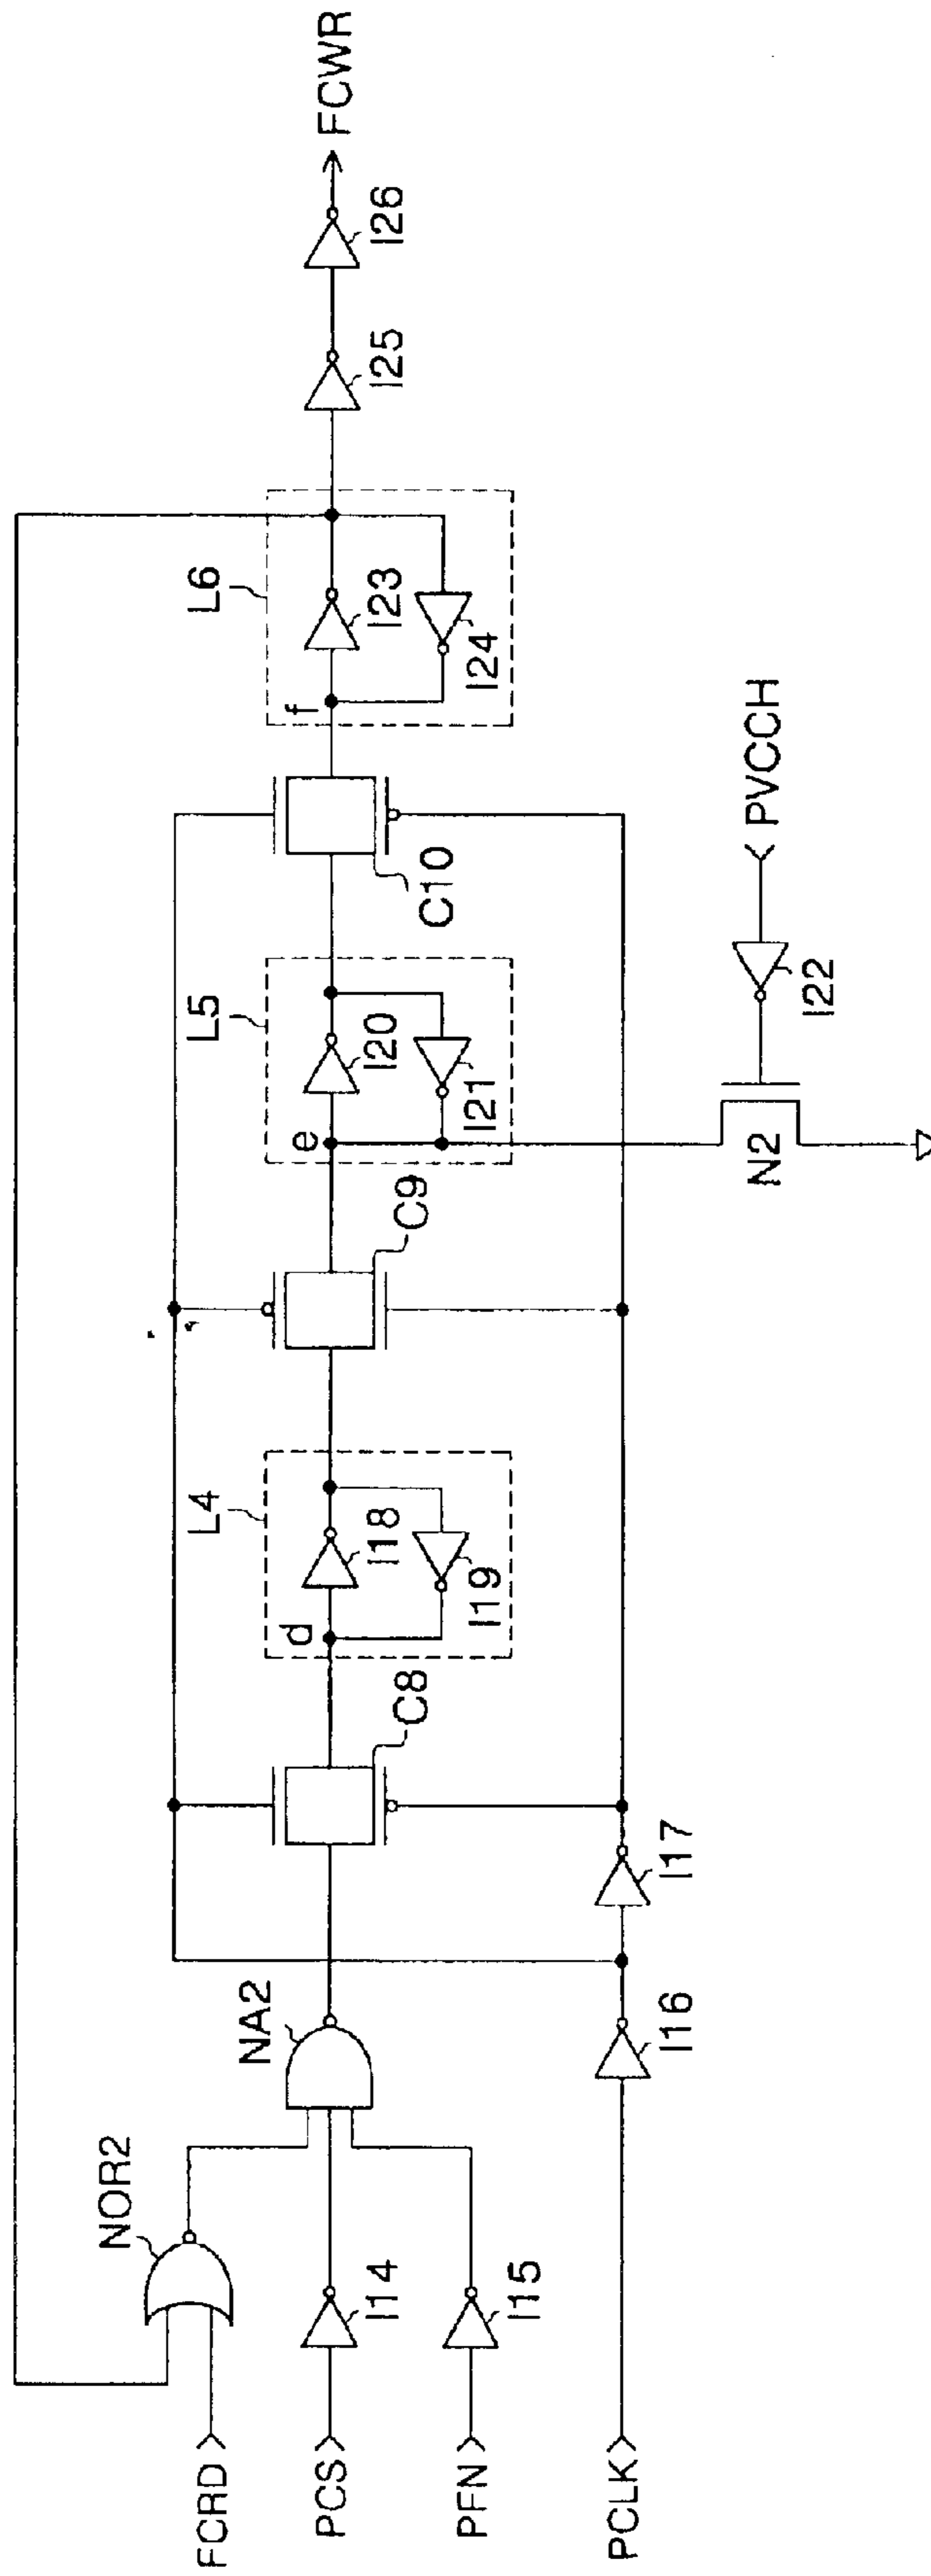 FCRD
PCS
PFN
PCLK
NOR2
I14
I15
NA2
I16
I17
C8
d
L4
I18
I19
C9
e
L5
I20
I21
N2
I22
PVCCH
C10
f
L6
I23
I24
I25
I26
FCWR